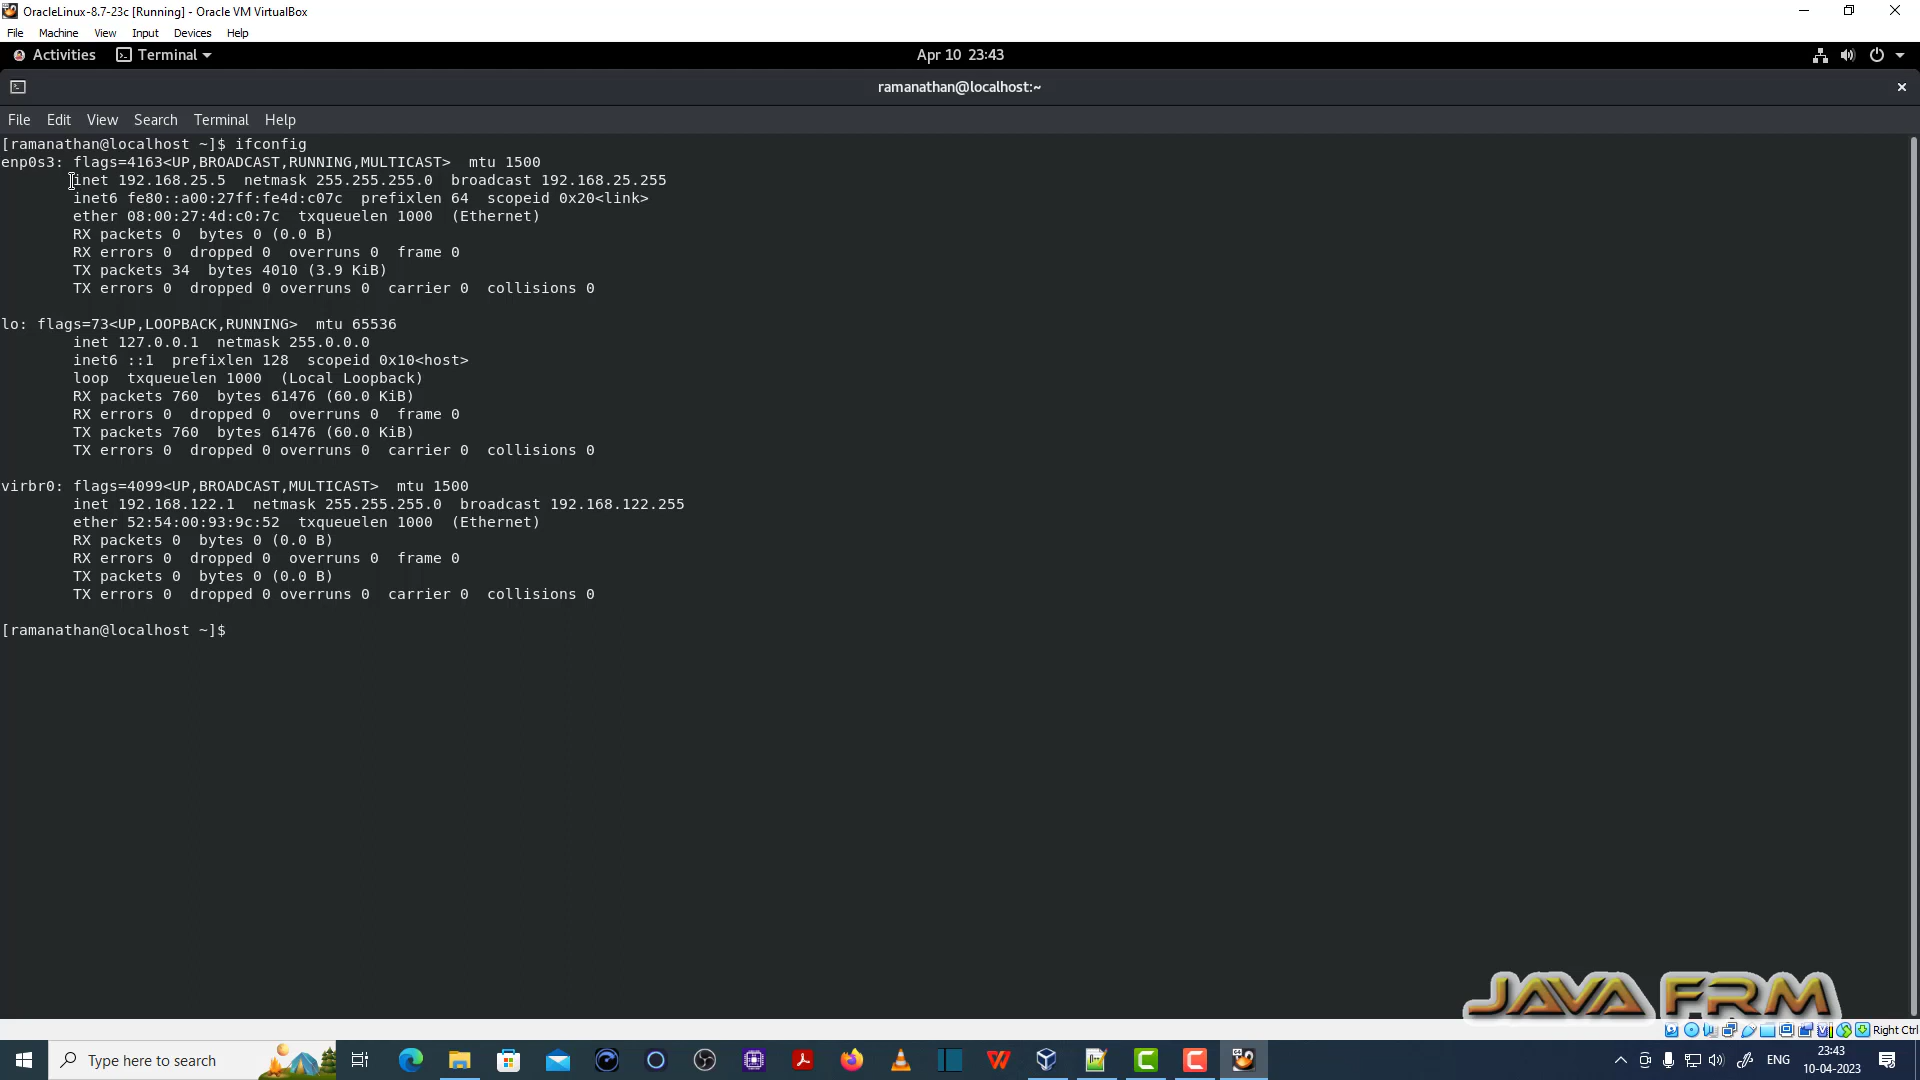 OracleLinux-8.7-23c [Running] - Oracle VM VirtualBox
File Machine View Input Devices Help
Activities Terminal Apr 10 23:43
ramanathan@localhost:~
File Edit View Search Terminal Help
[ramanathan@localhost ~]$ ifconfig
enp0s3: flags=4163<UP,BROADCAST,RUNNING,MULTICAST>  mtu 1500
        inet 192.168.25.5  netmask 255.255.255.0  broadcast 192.168.25.255
        inet6 fe80::a00:27ff:fe4d:c07c  prefixlen 64  scopeid 0x20<link>
        ether 08:00:27:4d:c0:7c  txqueuelen 1000  (Ethernet)
        RX packets 0  bytes 0 (0.0 B)
        RX errors 0  dropped 0  overruns 0  frame 0
        TX packets 34  bytes 4010 (3.9 KiB)
        TX errors 0  dropped 0 overruns 0  carrier 0  collisions 0
lo: flags=73<UP,LOOPBACK,RUNNING>  mtu 65536
        inet 127.0.0.1  netmask 255.0.0.0
        inet6 ::1  prefixlen 128  scopeid 0x10<host>
        loop  txqueuelen 1000  (Local Loopback)
        RX packets 760  bytes 61476 (60.0 KiB)
        RX errors 0  dropped 0  overruns 0  frame 0
        TX packets 760  bytes 61476 (60.0 KiB)
        TX errors 0  dropped 0 overruns 0  carrier 0  collisions 0
virbr0: flags=4099<UP,BROADCAST,MULTICAST>  mtu 1500
        inet 192.168.122.1  netmask 255.255.255.0  broadcast 192.168.122.255
        ether 52:54:00:93:9c:52  txqueuelen 1000  (Ethernet)
        RX packets 0  bytes 0 (0.0 B)
        RX errors 0  dropped 0  overruns 0  frame 0
        TX packets 0  bytes 0 (0.0 B)
        TX errors 0  dropped 0 overruns 0  carrier 0  collisions 0
[ramanathan@localhost ~]$
JAVA FRM
Right Ctrl
Type here to search
ENG
23:43
10-04-2023